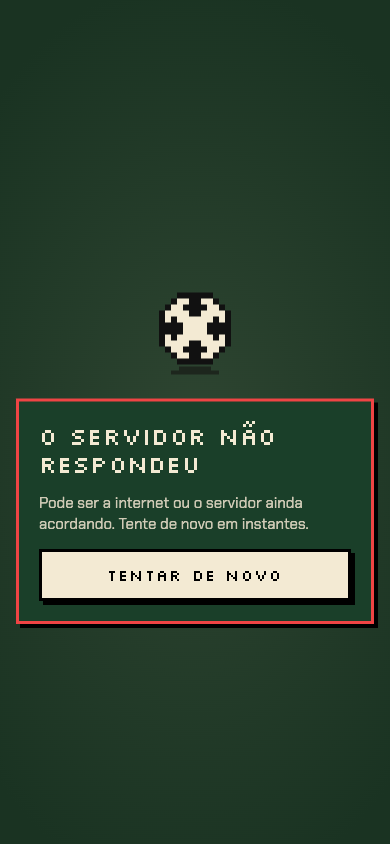 O SERVIDOR NÃO
RESPONDEU
Pode ser a internet ou o servidor ainda
acordando. Tente de novo em instantes.
TENTAR DE NOVO